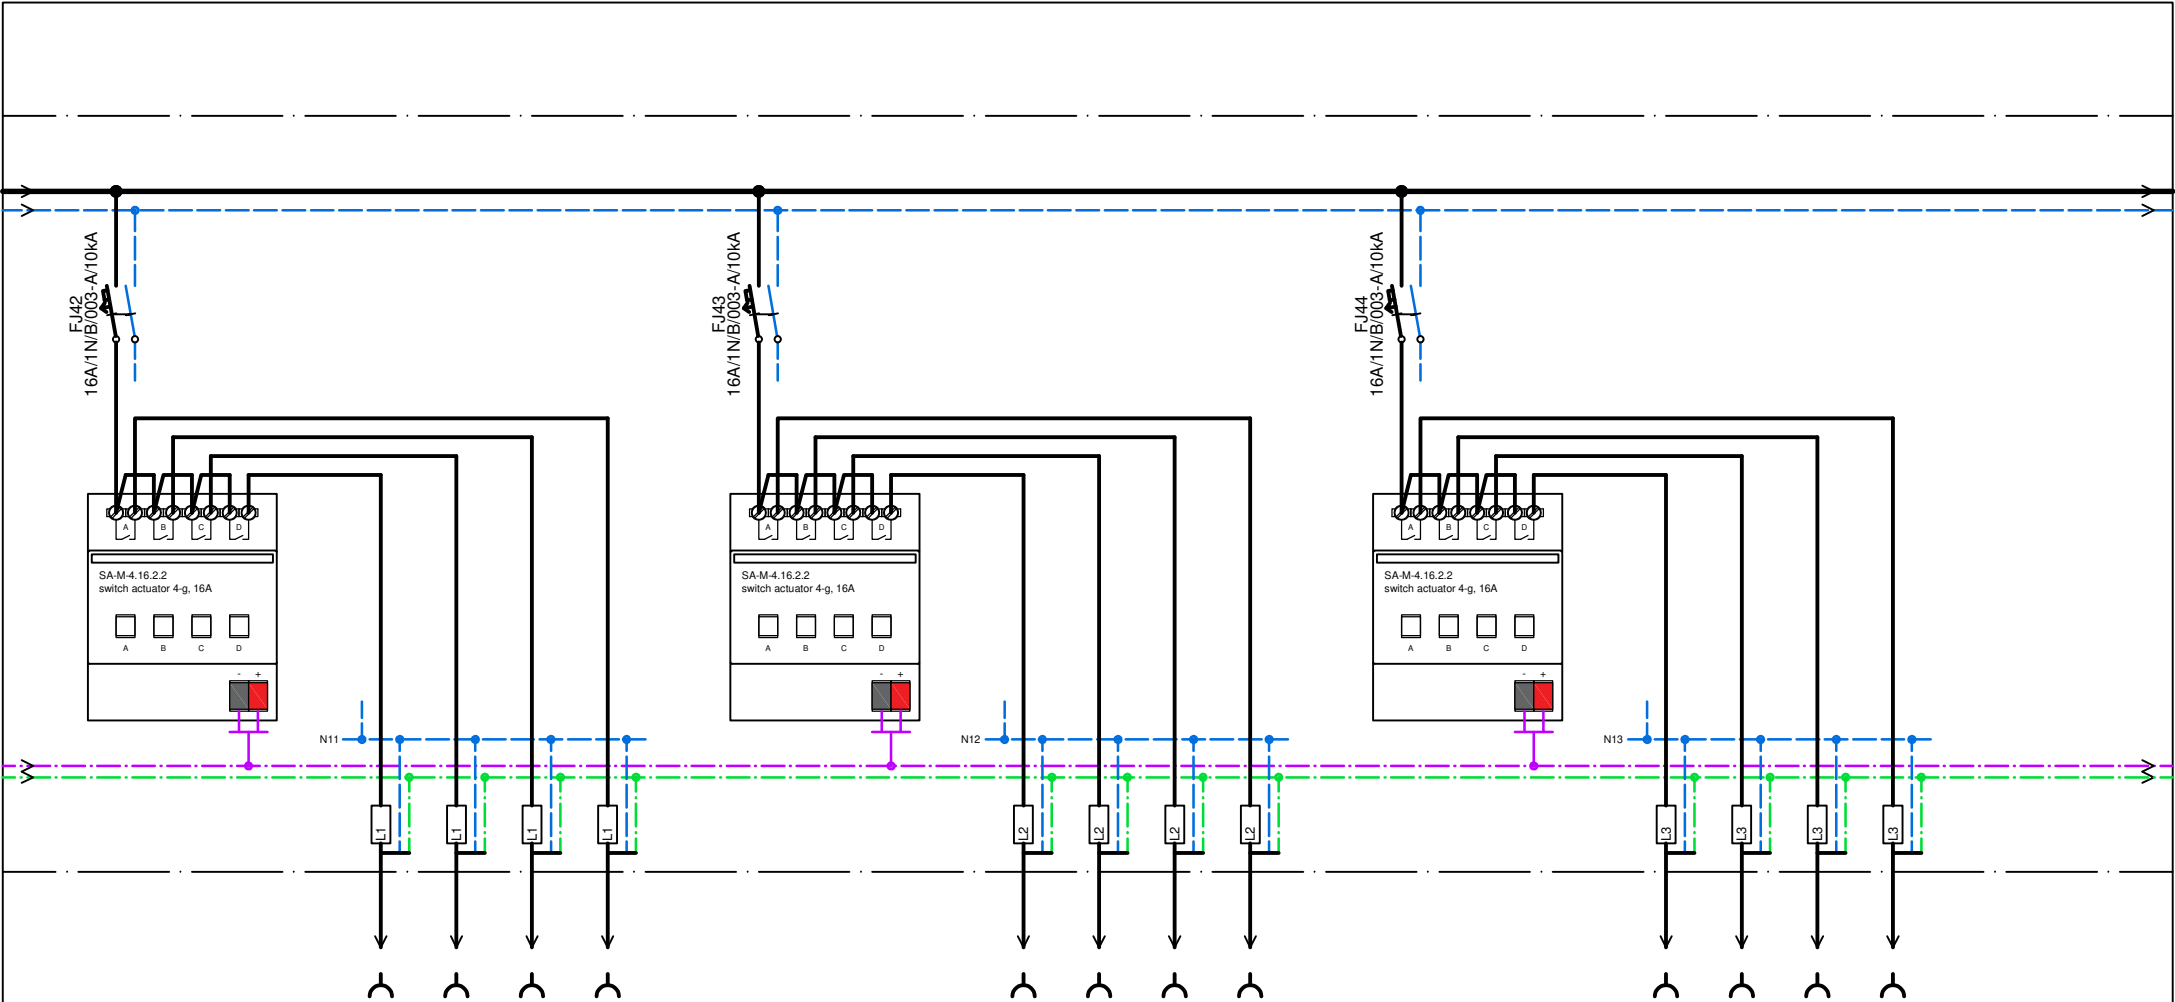 FJ42
16A/1N/B/003-A/10kA
FJ43
16A/1N/B/003-A/10kA
FJ44
16A/1N/B/003-A/10kA
A B C D
SA-M-4.16.2.2
switch actuator 4-g, 16A
A B C D
- +
A B C D
SA-M-4.16.2.2
switch actuator 4-g, 16A
A B C D
- +
A B C D
SA-M-4.16.2.2
switch actuator 4-g, 16A
A B C D
- +
N11
N12
N13
L1 L1 L1 L1
L2 L2 L2 L2
L3 L3 L3 L3